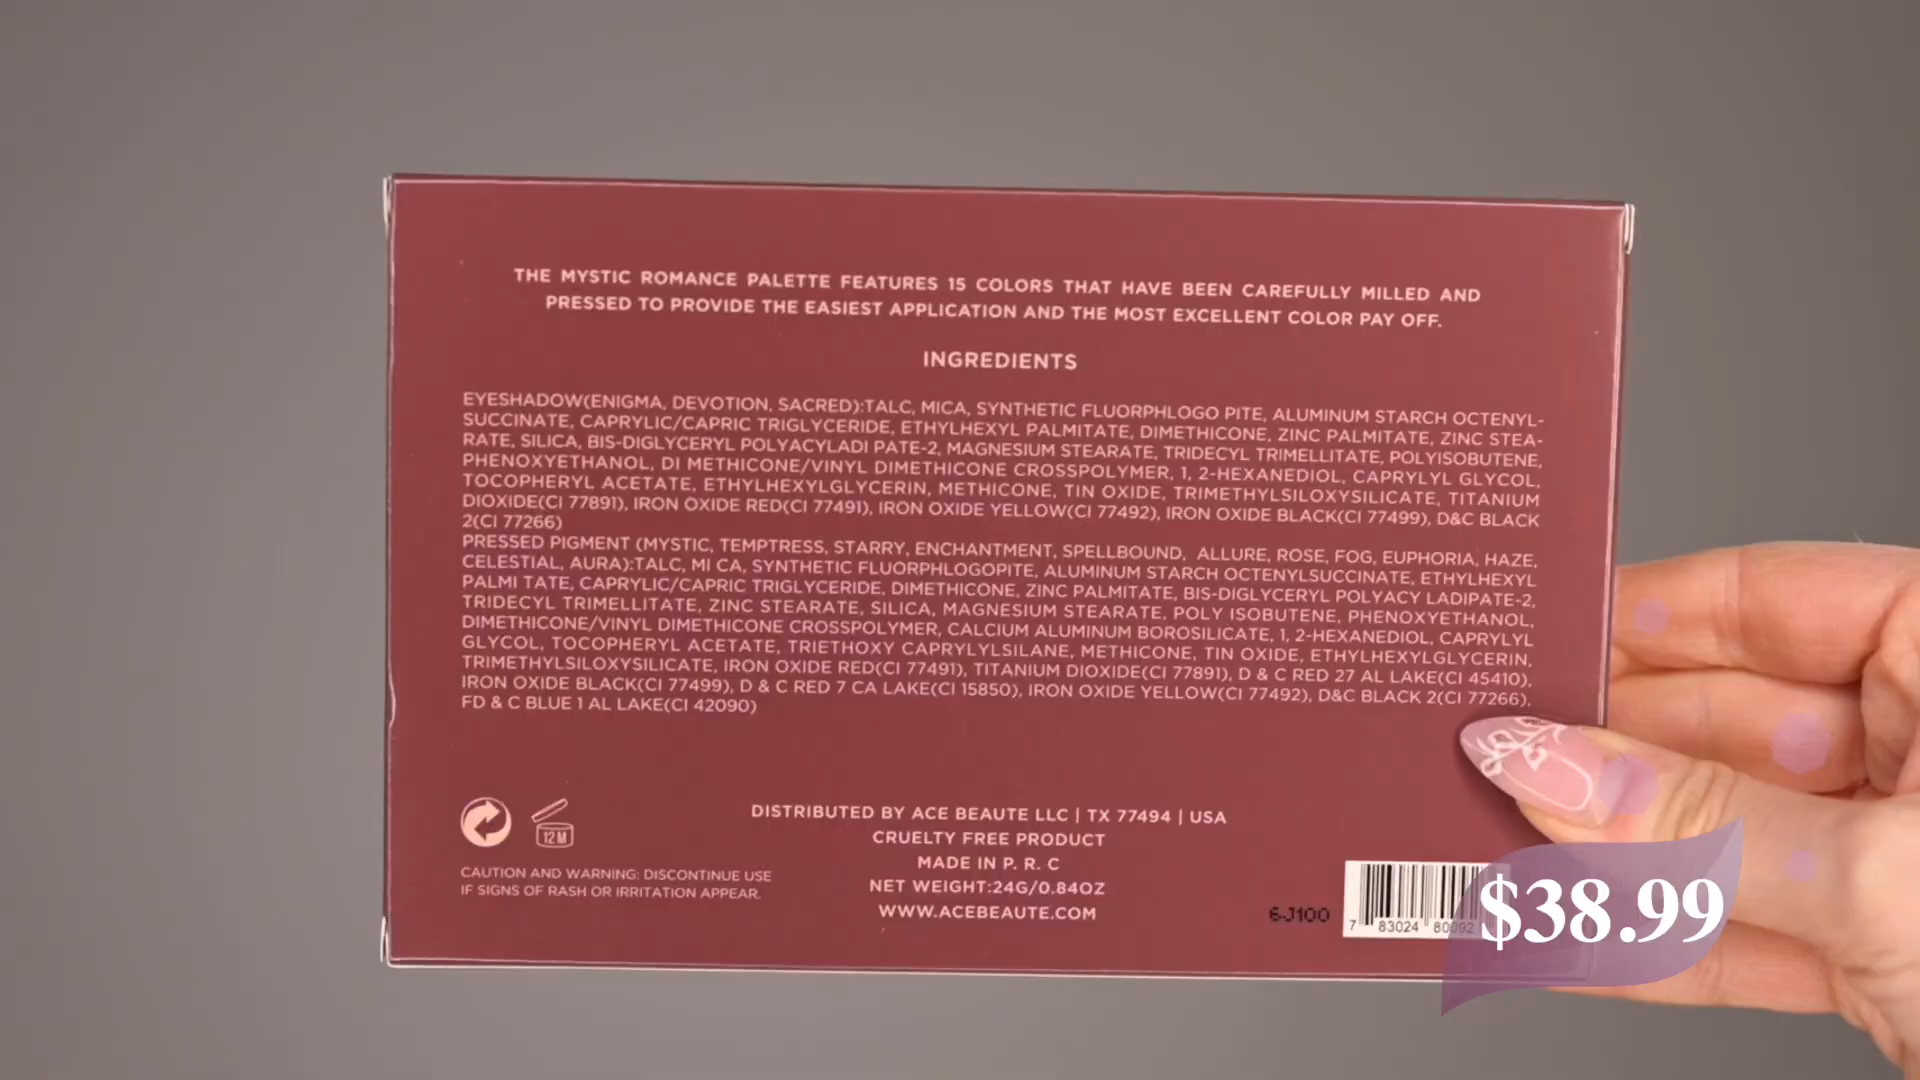 THE MYSTIC ROMANCE PALETTE FEATURES 15 COLORS THAT HAVE BEEN CAREFULLY MILLED AND
PRESSED TO PROVIDE THE EASIEST APPLICATION AND THE MOST EXCELLENT COLOR PAY OFF.
INGREDIENTS
EYESHADOW(ENIGMA, DEVOTION, SACRED):TALC, MICA, SYNTHETIC FLUORPHLOGO PITE, ALUMINUM STARCH OCTENYL-
SUCCINATE, CAPRYLIC/CAPRIC TRIGLYCERIDE, ETHYLHEXYL PALMITATE, DIMETHICONE, ZINC PALMITATE, ZINC STEA-
RATE, SILICA, BIS-DIGLYCERYL POLYACYLADI PATE-2, MAGNESIUM STEARATE, TRIDECYL TRIMELLITATE, POLYISOBUTENE,
PHENOXYETHANOL, DI METHICONE/VINYL DIMETHICONE CROSSPOLYMER, 1, 2-HEXANEDIOL, CAPRYLYL GLYCOL,
TOCOPHERYL ACETATE, ETHYLHEXYLGLYCERIN, METHICONE, TIN OXIDE, TRIMETHYLSILOXYSILICATE, TITANIUM
DIOXIDE(CI 77891), IRON OXIDE RED(CI 77491), IRON OXIDE YELLOW(CI 77492), IRON OXIDE BLACK(CI 77499), D&C BLACK
2(CI 77266)
PRESSED PIGMENT (MYSTIC, TEMPTRESS, STARRY, ENCHANTMENT, SPELLBOUND, ALLURE, ROSE, FOG, EUPHORIA, HAZE,
CELESTIAL, AURA):TALC, MI CA, SYNTHETIC FLUORPHLOGOPITE, ALUMINUM STARCH OCTENYLSUCCINATE, ETHYLHEXYL
PALMI TATE, CAPRYLIC/CAPRIC TRIGLYCERIDE, DIMETHICONE, ZINC PALMITATE, BIS-DIGLYCERYL POLYACY LADIPATE-2,
TRIDECYL TRIMELLITATE, ZINC STEARATE, SILICA, MAGNESIUM STEARATE, POLY ISOBUTENE, PHENOXYETHANOL,
DIMETHICONE/VINYL DIMETHICONE CROSSPOLYMER, CALCIUM ALUMINUM BOROSILICATE, 1, 2-HEXANEDIOL, CAPRYLYL
GLYCOL, TOCOPHERYL ACETATE, TRIETHOXY CAPRYLYLSILANE, METHICONE, TIN OXIDE, ETHYLHEXYLGLYCERIN,
TRIMETHYLSILOXYSILICATE, IRON OXIDE RED(CI 77491), TITANIUM DIOXIDE(CI 77891), D & C RED 27 AL LAKE(CI 45410),
IRON OXIDE BLACK(CI 77499), D & C RED 7 CA LAKE(CI 15850), IRON OXIDE YELLOW(CI 77492), D&C BLACK 2(CI 77266),
FD & C BLUE 1 AL LAKE(CI 42090)
12M
CAUTION AND WARNING: DISCONTINUE USE
IF SIGNS OF RASH OR IRRITATION APPEAR.
DISTRIBUTED BY ACE BEAUTE LLC | TX 77494 | USA
CRUELTY FREE PRODUCT
MADE IN P. R. C
NET WEIGHT:24G/0.84OZ
WWW.ACEBEAUTE.COM
6-J100
7 83024 80092
$38.99